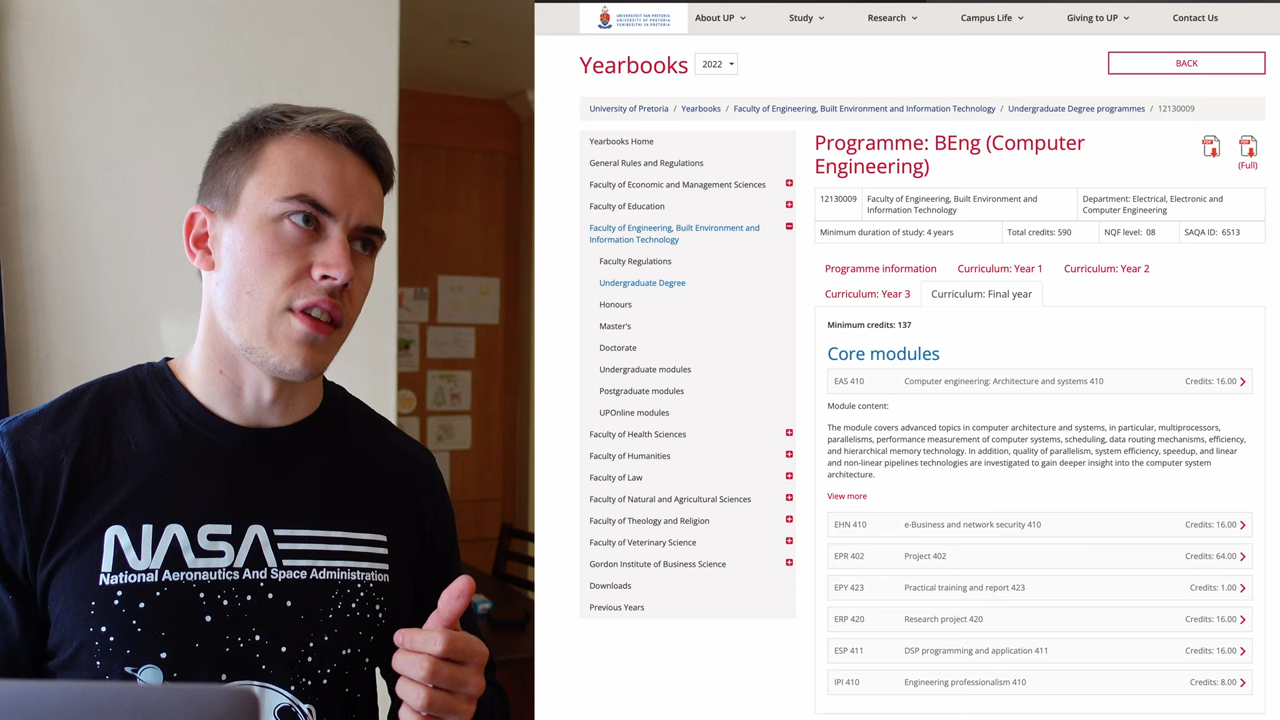 NASA
National Aeronautics And Space Administration
UNIVERSITEIT VAN PRETORIA
UNIVERSITY OF PRETORIA
YUNIBESITHI YA PRETORIA
About UP
Study
Research
Campus Life
Giving to UP
Contact Us
Yearbooks
2022
BACK
University of Pretoria / Yearbooks / Faculty of Engineering, Built Environment and Information Technology / Undergraduate Degree programmes / 12130009
Yearbooks Home
General Rules and Regulations
Faculty of Economic and Management Sciences
Faculty of Education
Faculty of Engineering, Built Environment and
Information Technology
Faculty Regulations
Undergraduate Degree
Honours
Master's
Doctorate
Undergraduate modules
Postgraduate modules
UPOnline modules
Faculty of Health Sciences
Faculty of Humanities
Faculty of Law
Faculty of Natural and Agricultural Sciences
Faculty of Theology and Religion
Faculty of Veterinary Science
Gordon Institute of Business Science
Downloads
Previous Years
Programme: BEng (Computer
Engineering)
PDF
PDF
(Full)
12130009
Faculty of Engineering, Built Environment and
Information Technology
Department: Electrical, Electronic and
Computer Engineering
Minimum duration of study: 4 years
Total credits: 590
NQF level: 08
SAQA ID: 6513
Programme information
Curriculum: Year 1
Curriculum: Year 2
Curriculum: Year 3
Curriculum: Final year
Minimum credits: 137
Core modules
EAS 410 Computer engineering: Architecture and systems 410 Credits: 16.00
Module content:
The module covers advanced topics in computer architecture and systems, in particular, multiprocessors,
parallelisms, performance measurement of computer systems, scheduling, data routing mechanisms, efficiency,
and hierarchical memory technology. In addition, quality of parallelism, system efficiency, speedup, and linear
and non-linear pipelines technologies are investigated to gain deeper insight into the computer system
architecture.
View more
EHN 410 e-Business and network security 410 Credits: 16.00
EPR 402 Project 402 Credits: 64.00
EPY 423 Practical training and report 423 Credits: 1.00
ERP 420 Research project 420 Credits: 16.00
ESP 411 DSP programming and application 411 Credits: 16.00
IPI 410 Engineering professionalism 410 Credits: 8.00